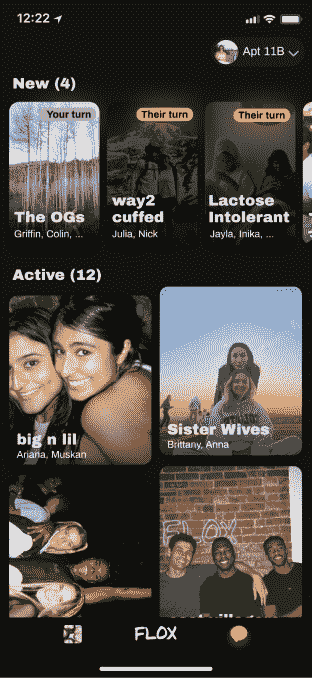 12:22
Apt 11B
New (4)
Your turn
Their turn
Their turn
The OGs
Griffin, Colin, ...
way2
cuffed
Julia, Nick
Lactose
Intolerant
Jayla, Inika, ...
Active (12)
big n lil
Ariana, Muskan
Sister Wives
Brittany, Anna
FLOX
FLOX